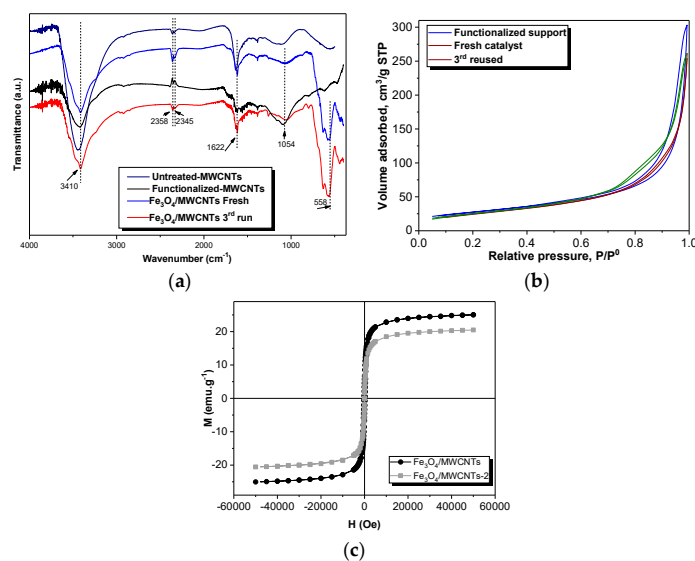 Transmittance (a.u.)
3410
2358
2345
1622
1054
558
Untreated-MWCNTs
Functionalized-MWCNTs
Fe₃O₄/MWCNTs Fresh
Fe₃O₄/MWCNTs 3ʳᵈ run
4000 3000 2000 1000
Wavenumber (cm⁻¹)
(a)
Volume adsorbed, cm³/g STP
300
250
200
150
100
50
0
Functionalized support
Fresh catalyst
3ʳᵈ reused
0.0 0.2 0.4 0.6 0.8 1.0
Relative pressure, P/P⁰
(b)
M (emu.g⁻¹)
20
10
0
-10
-20
Fe₃O₄/MWCNTs
Fe₃O₄/MWCNTs-2
-60000 -40000 -20000 0 20000 40000 60000
H (Oe)
(c)